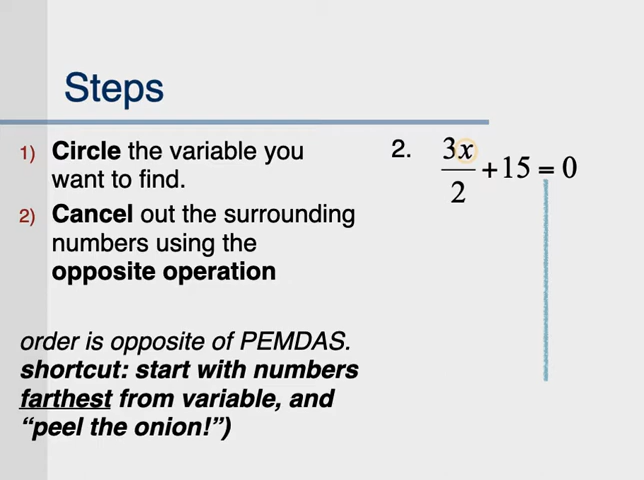 Steps
1) Circle the variable you
want to find.
2) Cancel out the surrounding
numbers using the
opposite operation
order is opposite of PEMDAS.
shortcut: start with numbers
farthest from variable, and
“peel the onion!”)
2. 3x/2 + 15 = 0